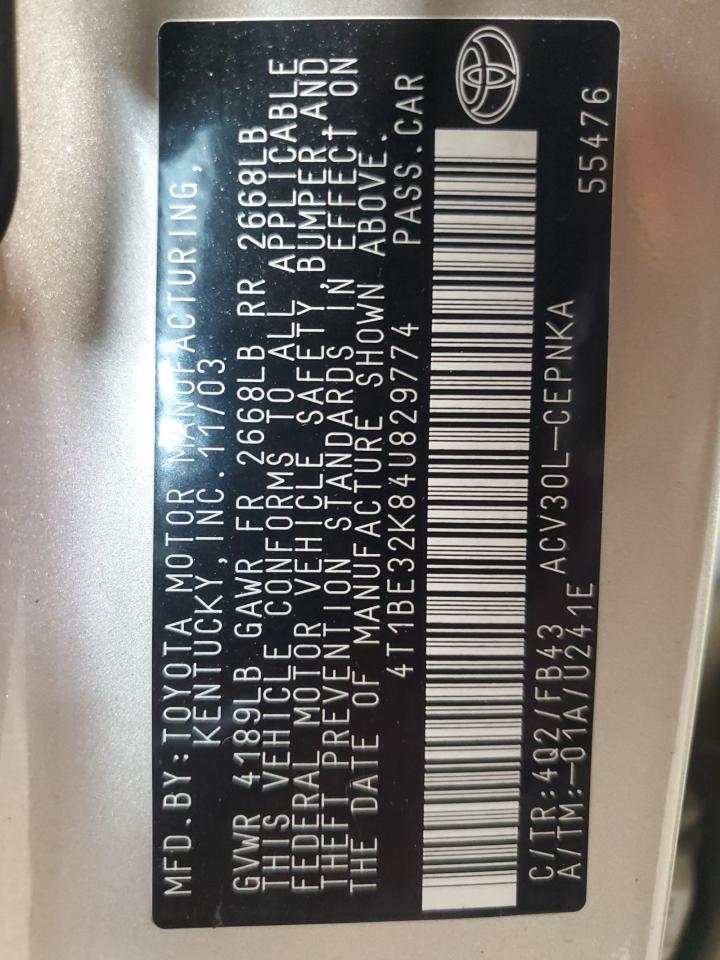 MFD.BY:TOYOTA MOTOR MANUFACTURING,
KENTUCKY, INC. 11/03
GVWR 4189LB GAWR FR 2668LB RR 2668LB
THIS VEHICLE CONFORMS TO ALL APPLICABLE
FEDERAL MOTOR VEHICLE SAFETY, BUMPER, AND
THEFT PREVENTION STANDARDS IN EFFECT ON
THE DATE OF MANUFACTURE SHOWN ABOVE.
4T1BE32K84U829774 PASS.CAR
C/TR:4Q2/FB43 ACV30L-CEPNKA
A/TM:-01A/U241E 55476